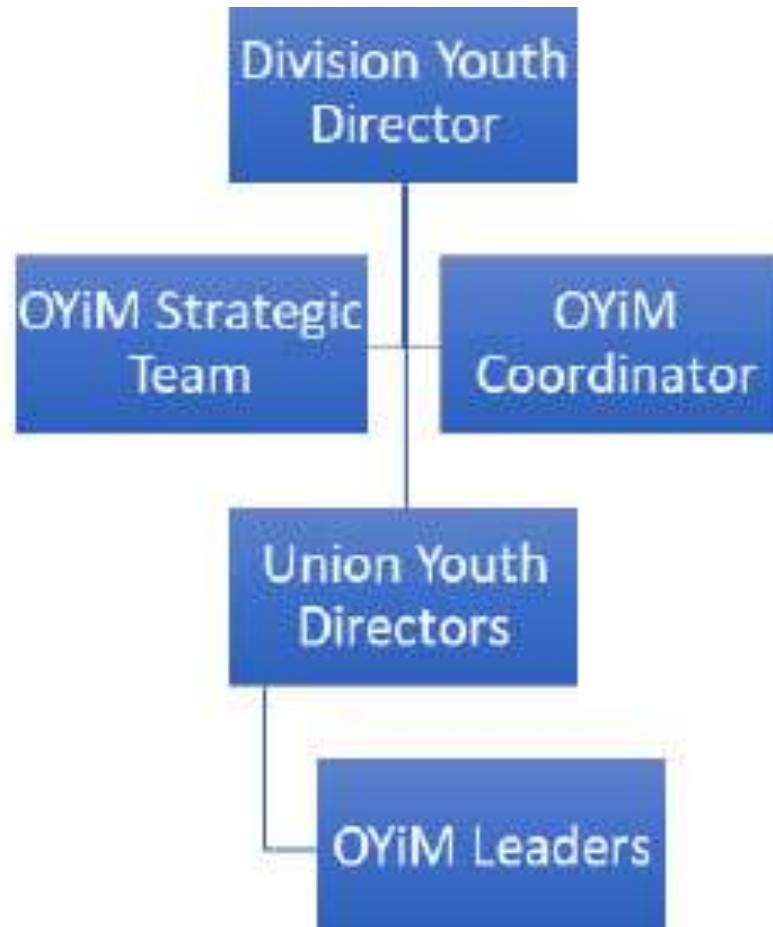 Division Youth
Director
OYiM Strategic
Team
OYiM
Coordinator
Union Youth
Directors
OYiM Leaders